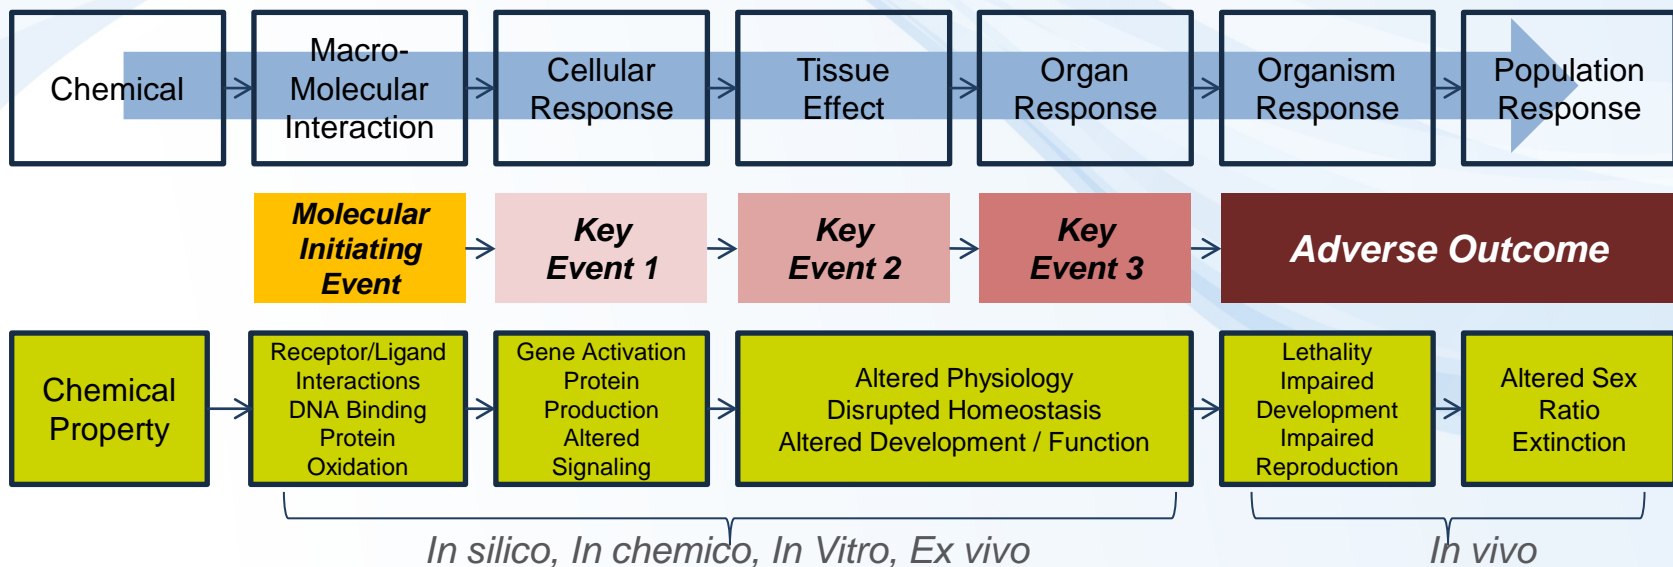 Chemical
Macro-
Molecular
Interaction
Cellular
Response
Tissue
Effect
Organ
Response
Organism
Response
Population
Response
Molecular
Initiating
Event
Key
Event 1
Key
Event 2
Key
Event 3
Adverse Outcome
Chemical
Property
Receptor/Ligand
Interactions
DNA Binding
Protein
Oxidation
Gene Activation
Protein
Production
Altered
Signaling
Altered Physiology
Disrupted Homeostasis
Altered Development / Function
Lethality
Impaired
Development
Impaired
Reproduction
Altered Sex
Ratio
Extinction
In silico, In chemico, In Vitro, Ex vivo
In vivo